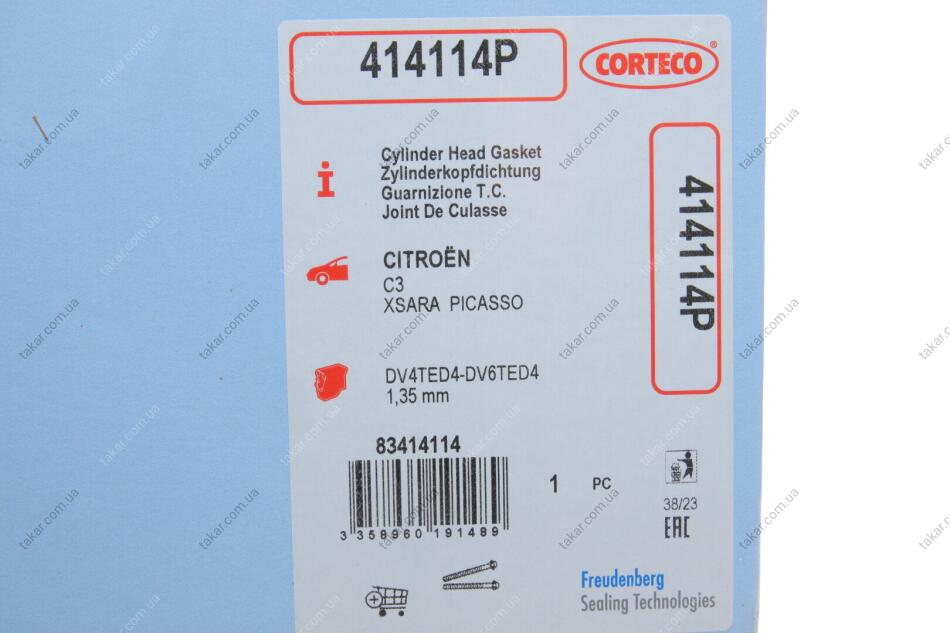 414114P
CORTECO®
Cylinder Head Gasket
Zylinderkopfdichtung
Guarnizione T.C.
Joint De Culasse
414114P
CITROËN
C3
XSARA PICASSO
DV4TED4-DV6TED4
1,35 mm
83414114
3 358960 191489
1 PC
38/23
EAC
Freudenberg
Sealing Technologies
takar.com.ua